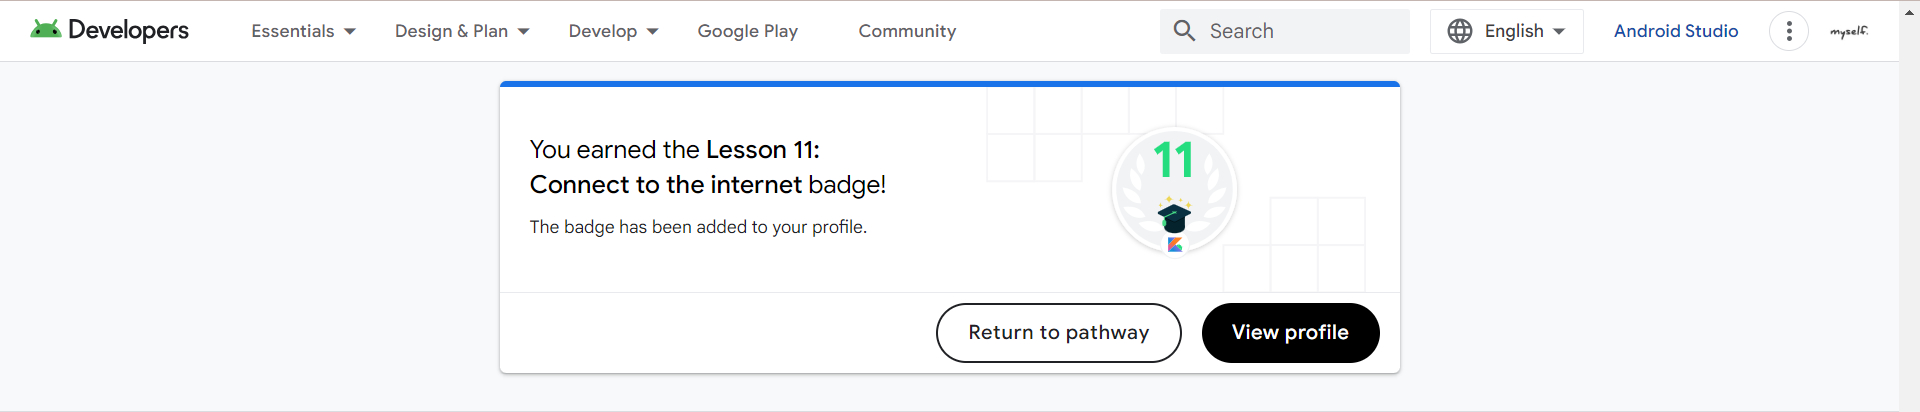 Developers
Essentials
Design & Plan
Develop
Google Play
Community
Search
English
Android Studio
myself.
You earned the Lesson 11:
Connect to the internet badge!
The badge has been added to your profile.
11
Return to pathway
View profile